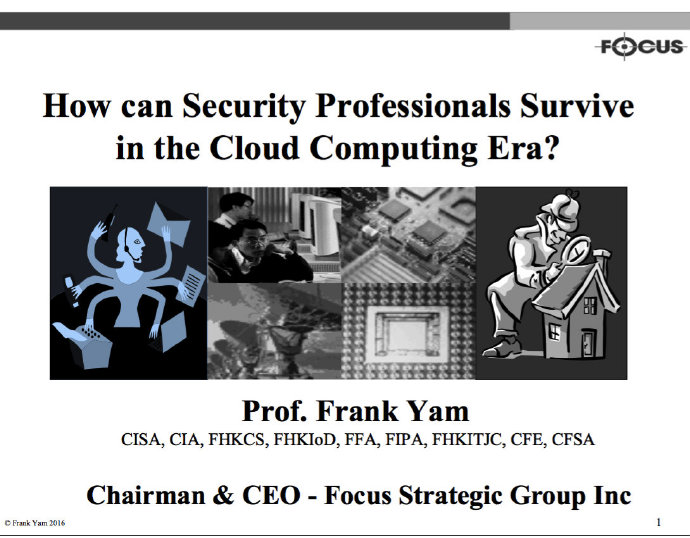 FOCUS
How can Security Professionals Survive
in the Cloud Computing Era?
Prof. Frank Yam
CISA, CIA, FHKCS, FHKIoD, FFA, FIPA, FHKITJC, CFE, CFSA
Chairman & CEO - Focus Strategic Group Inc
© Frank Yam 2016
1